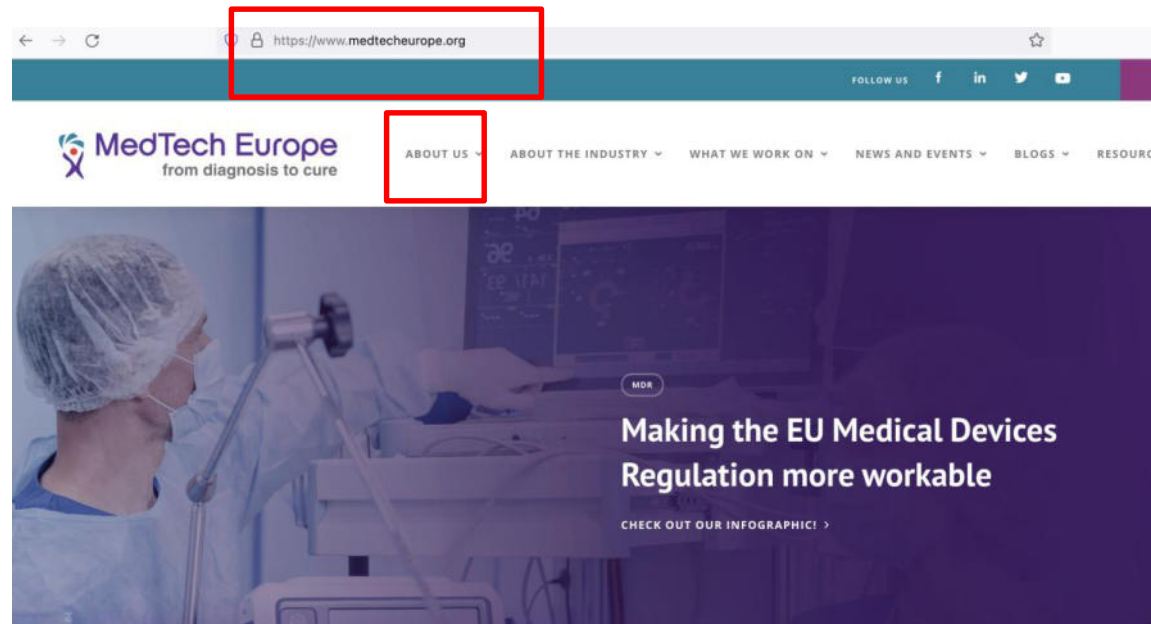 https://www.medtecheurope.org
FOLLOW US
MedTech Europe
from diagnosis to cure
ABOUT US
ABOUT THE INDUSTRY
WHAT WE WORK ON
NEWS AND EVENTS
BLOGS
RESOURC
MDR
Making the EU Medical Devices
Regulation more workable
CHECK OUT OUR INFOGRAPHIC! >